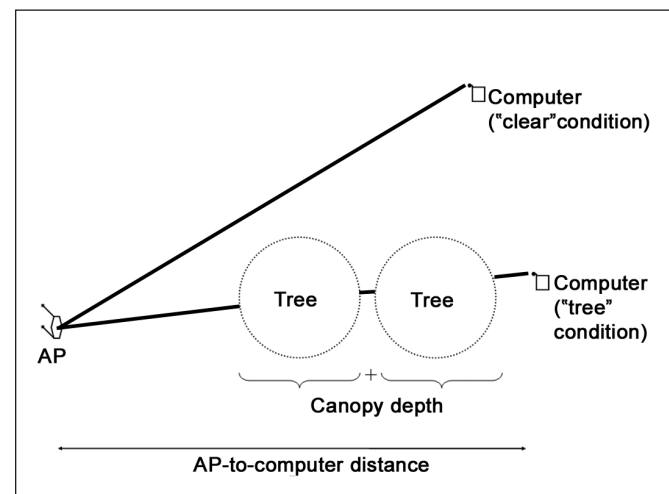 Computer
("clear"condition)
Tree
Tree
Computer
("tree"
condition)
AP
+
Canopy depth
AP-to-computer distance